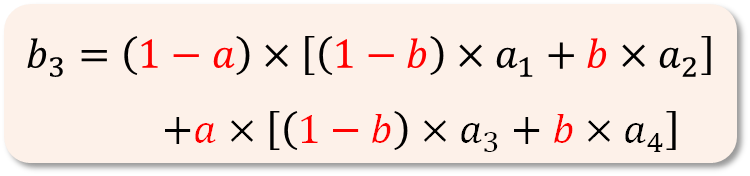 b₃ = (1 − a) × [(1 − b) × a₁ + b × a₂]
+a × [(1 − b) × a₃ + b × a₄]